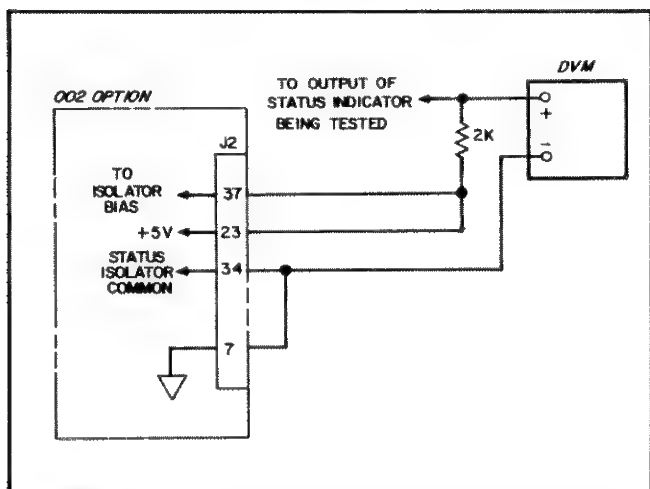 002 OPTION
TO OUTPUT OF
STATUS INDICATOR
BEING TESTED
DVM
+
−
2K
J2
TO
ISOLATOR
BIAS
37
+5V
23
STATUS
ISOLATOR
COMMON
34
7